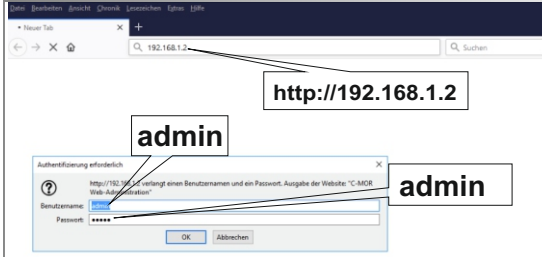 Datei Bearbeiten Ansicht Chronik Lesezeichen Extras Hilfe
Neuer Tab
192.168.1.2
Suchen
http://192.168.1.2
admin
Authentifizierung erforderlich
http://192.168.1.2 verlangt einen Benutzernamen und ein Passwort. Ausgabe der Website: "C-MOR
Web-Administration"
admin
Benutzername: admin
Passwort: •••••
OK Abbrechen